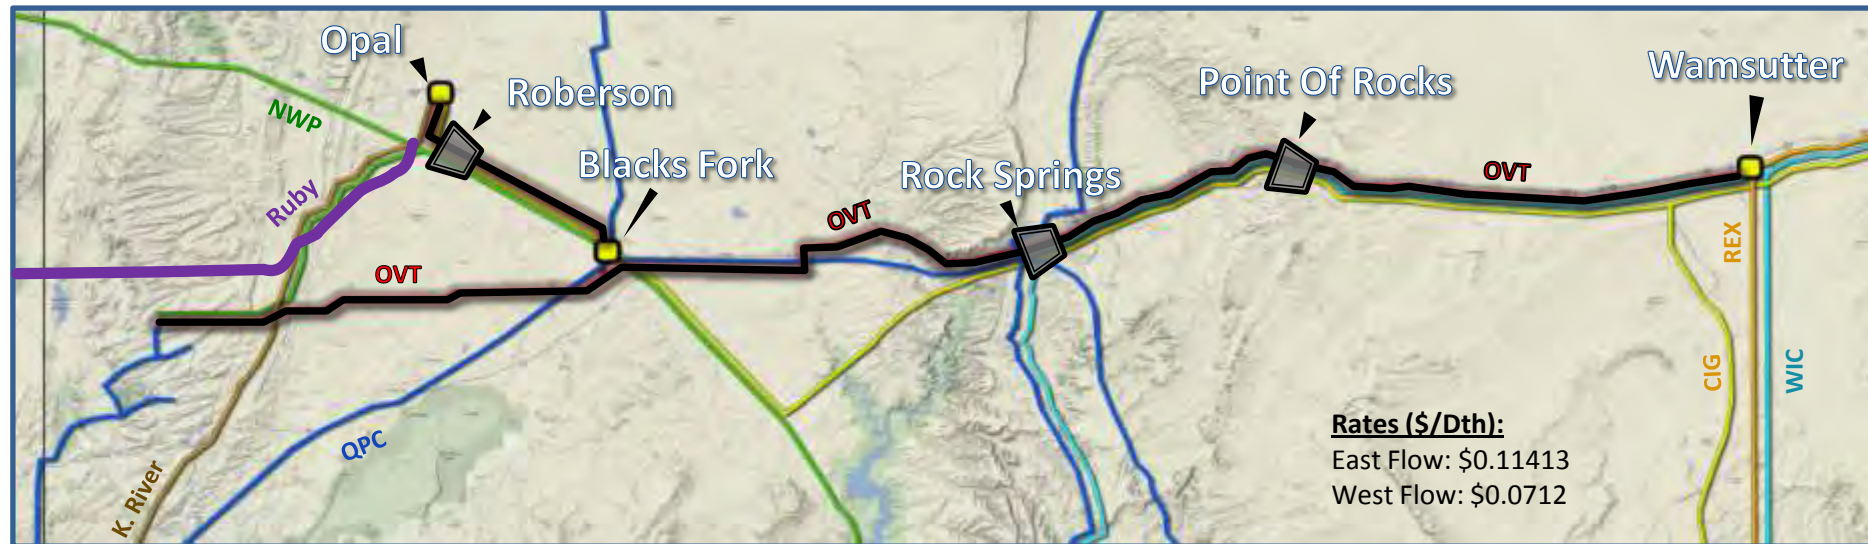 Opal
Roberson
NWP
Blacks Fork
Ruby
OVT
Rock Springs
OVT
Point Of Rocks
OVT
Wamsutter
REX
CIG
WIC
QPC
K. River
Rates ($/Dth):
East Flow: $0.11413
West Flow: $0.0712